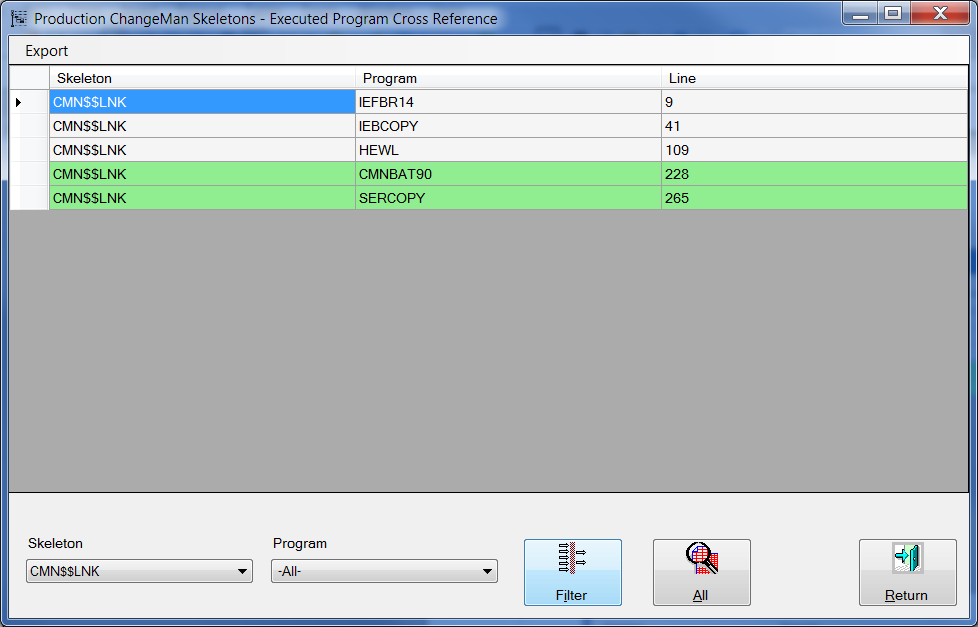 Production ChangeMan Skeletons - Executed Program Cross Reference
Export
Skeleton Program Line
CMN$$LNK IEFBR14 9
CMN$$LNK IEBCOPY 41
CMN$$LNK HEWL 109
CMN$$LNK CMNBAT90 228
CMN$$LNK SERCOPY 265
Skeleton Program
CMN$$LNK -All-
Filter All Return